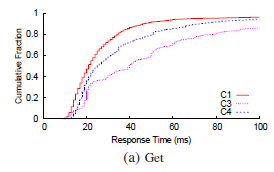 1
0.8
0.6
0.4
0.2
0
Cumulative Fraction
C1
C3
C4
0 20 40 60 80 100
Response Time (ms)
(a) Get